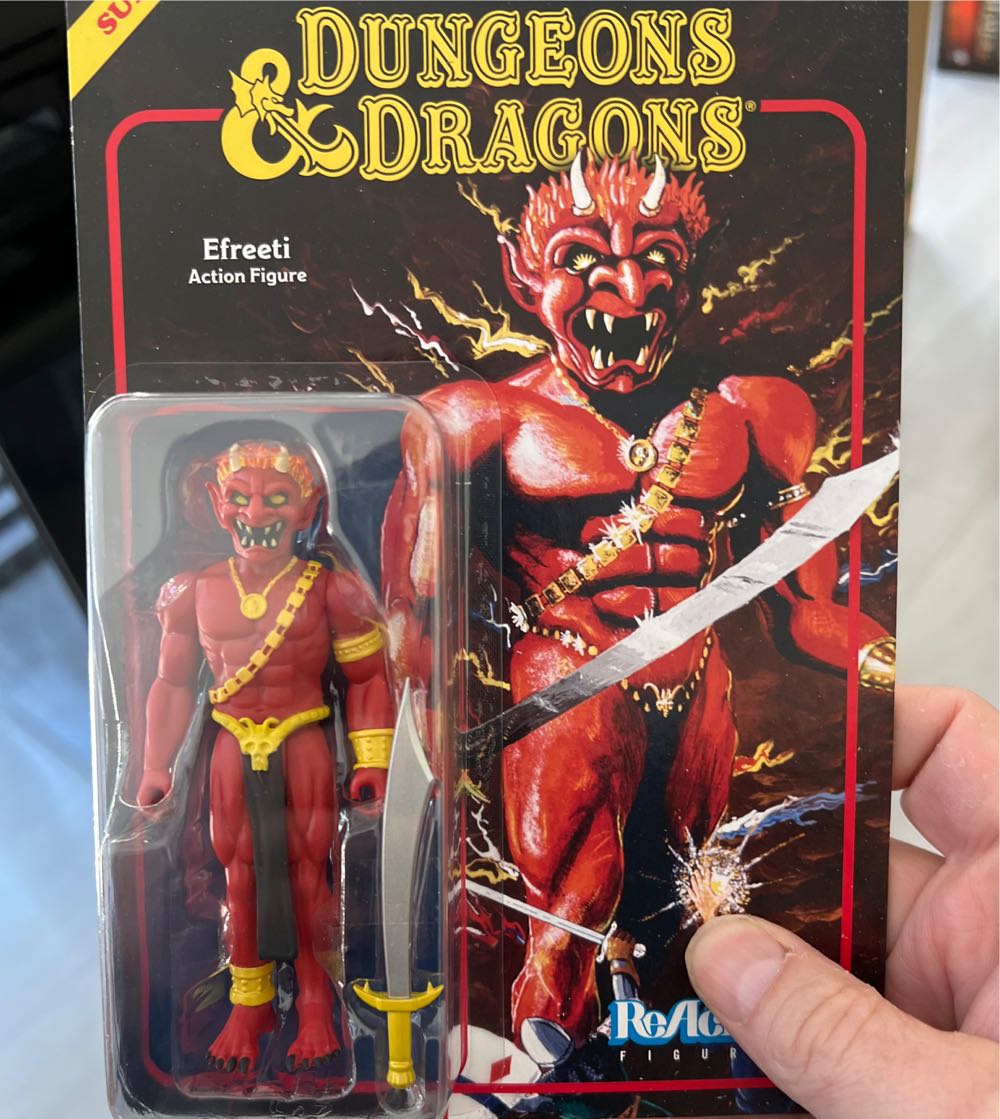 DUNGEONS
& DRAGONS®
Efreeti
Action Figure